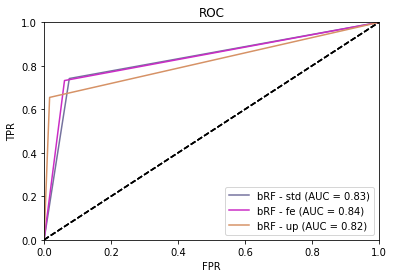 ROC
1.0
0.8
0.6
0.4
0.2
0.0
TPR
bRF - std (AUC = 0.83)
bRF - fe (AUC = 0.84)
bRF - up (AUC = 0.82)
0.0 0.2 0.4 0.6 0.8 1.0
FPR